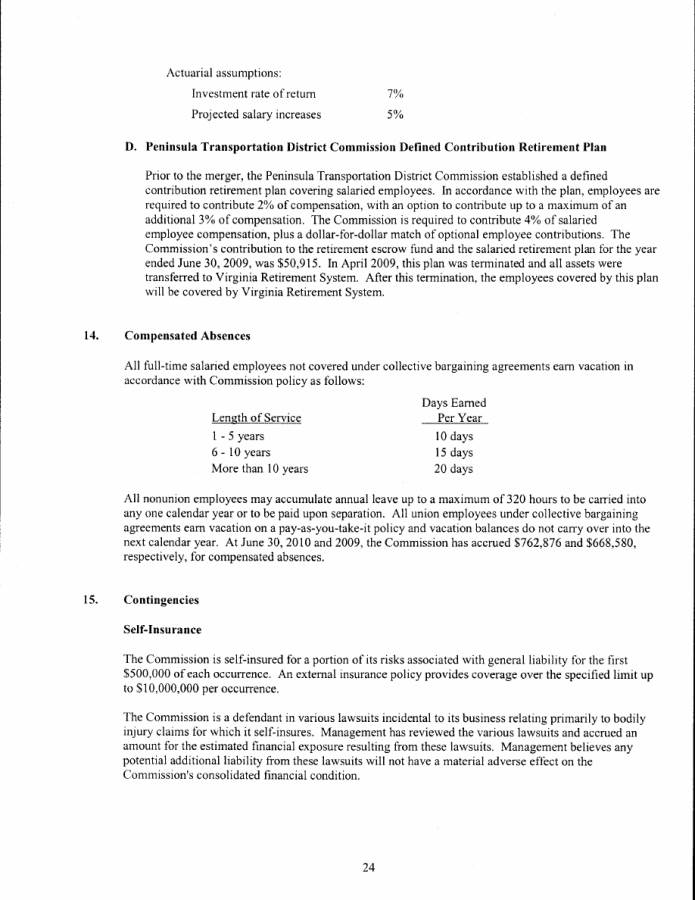 Actuarial assumptions:
Investment rate of return 7%
Projected salary increases 5%
D. Peninsula Transportation District Commission Defined Contribution Retirement Plan
Prior to the merger, the Peninsula Transportation District Commission established a defined
contribution retirement plan covering salaried employees. In accordance with the plan, employees are
required to contribute 2% of compensation, with an option to contribute up to a maximum of an
additional 3% of compensation. The Commission is required to contribute 4% of salaried
employee compensation, plus a dollar-for-dollar match of optional employee contributions. The
Commission's contribution to the retirement escrow fund and the salaried retirement plan for the year
ended June 30, 2009, was $50,915. In April 2009, this plan was terminated and all assets were
transferred to Virginia Retirement System. After this termination, the employees covered by this plan
will be covered by Virginia Retirement System.
14. Compensated Absences
All full-time salaried employees not covered under collective bargaining agreements earn vacation in
accordance with Commission policy as follows:
Days Earned
Length of Service Per Year
1 - 5 years 10 days
6 - 10 years 15 days
More than 10 years 20 days
All nonunion employees may accumulate annual leave up to a maximum of 320 hours to be carried into
any one calendar year or to be paid upon separation. All union employees under collective bargaining
agreements earn vacation on a pay-as-you-take-it policy and vacation balances do not carry over into the
next calendar year. At June 30, 2010 and 2009, the Commission has accrued $762,876 and $668,580,
respectively, for compensated absences.
15. Contingencies
Self-Insurance
The Commission is self-insured for a portion of its risks associated with general liability for the first
$500,000 of each occurrence. An external insurance policy provides coverage over the specified limit up
to $10,000,000 per occurrence.
The Commission is a defendant in various lawsuits incidental to its business relating primarily to bodily
injury claims for which it self-insures. Management has reviewed the various lawsuits and accrued an
amount for the estimated financial exposure resulting from these lawsuits. Management believes any
potential additional liability from these lawsuits will not have a material adverse effect on the
Commission's consolidated financial condition.
24